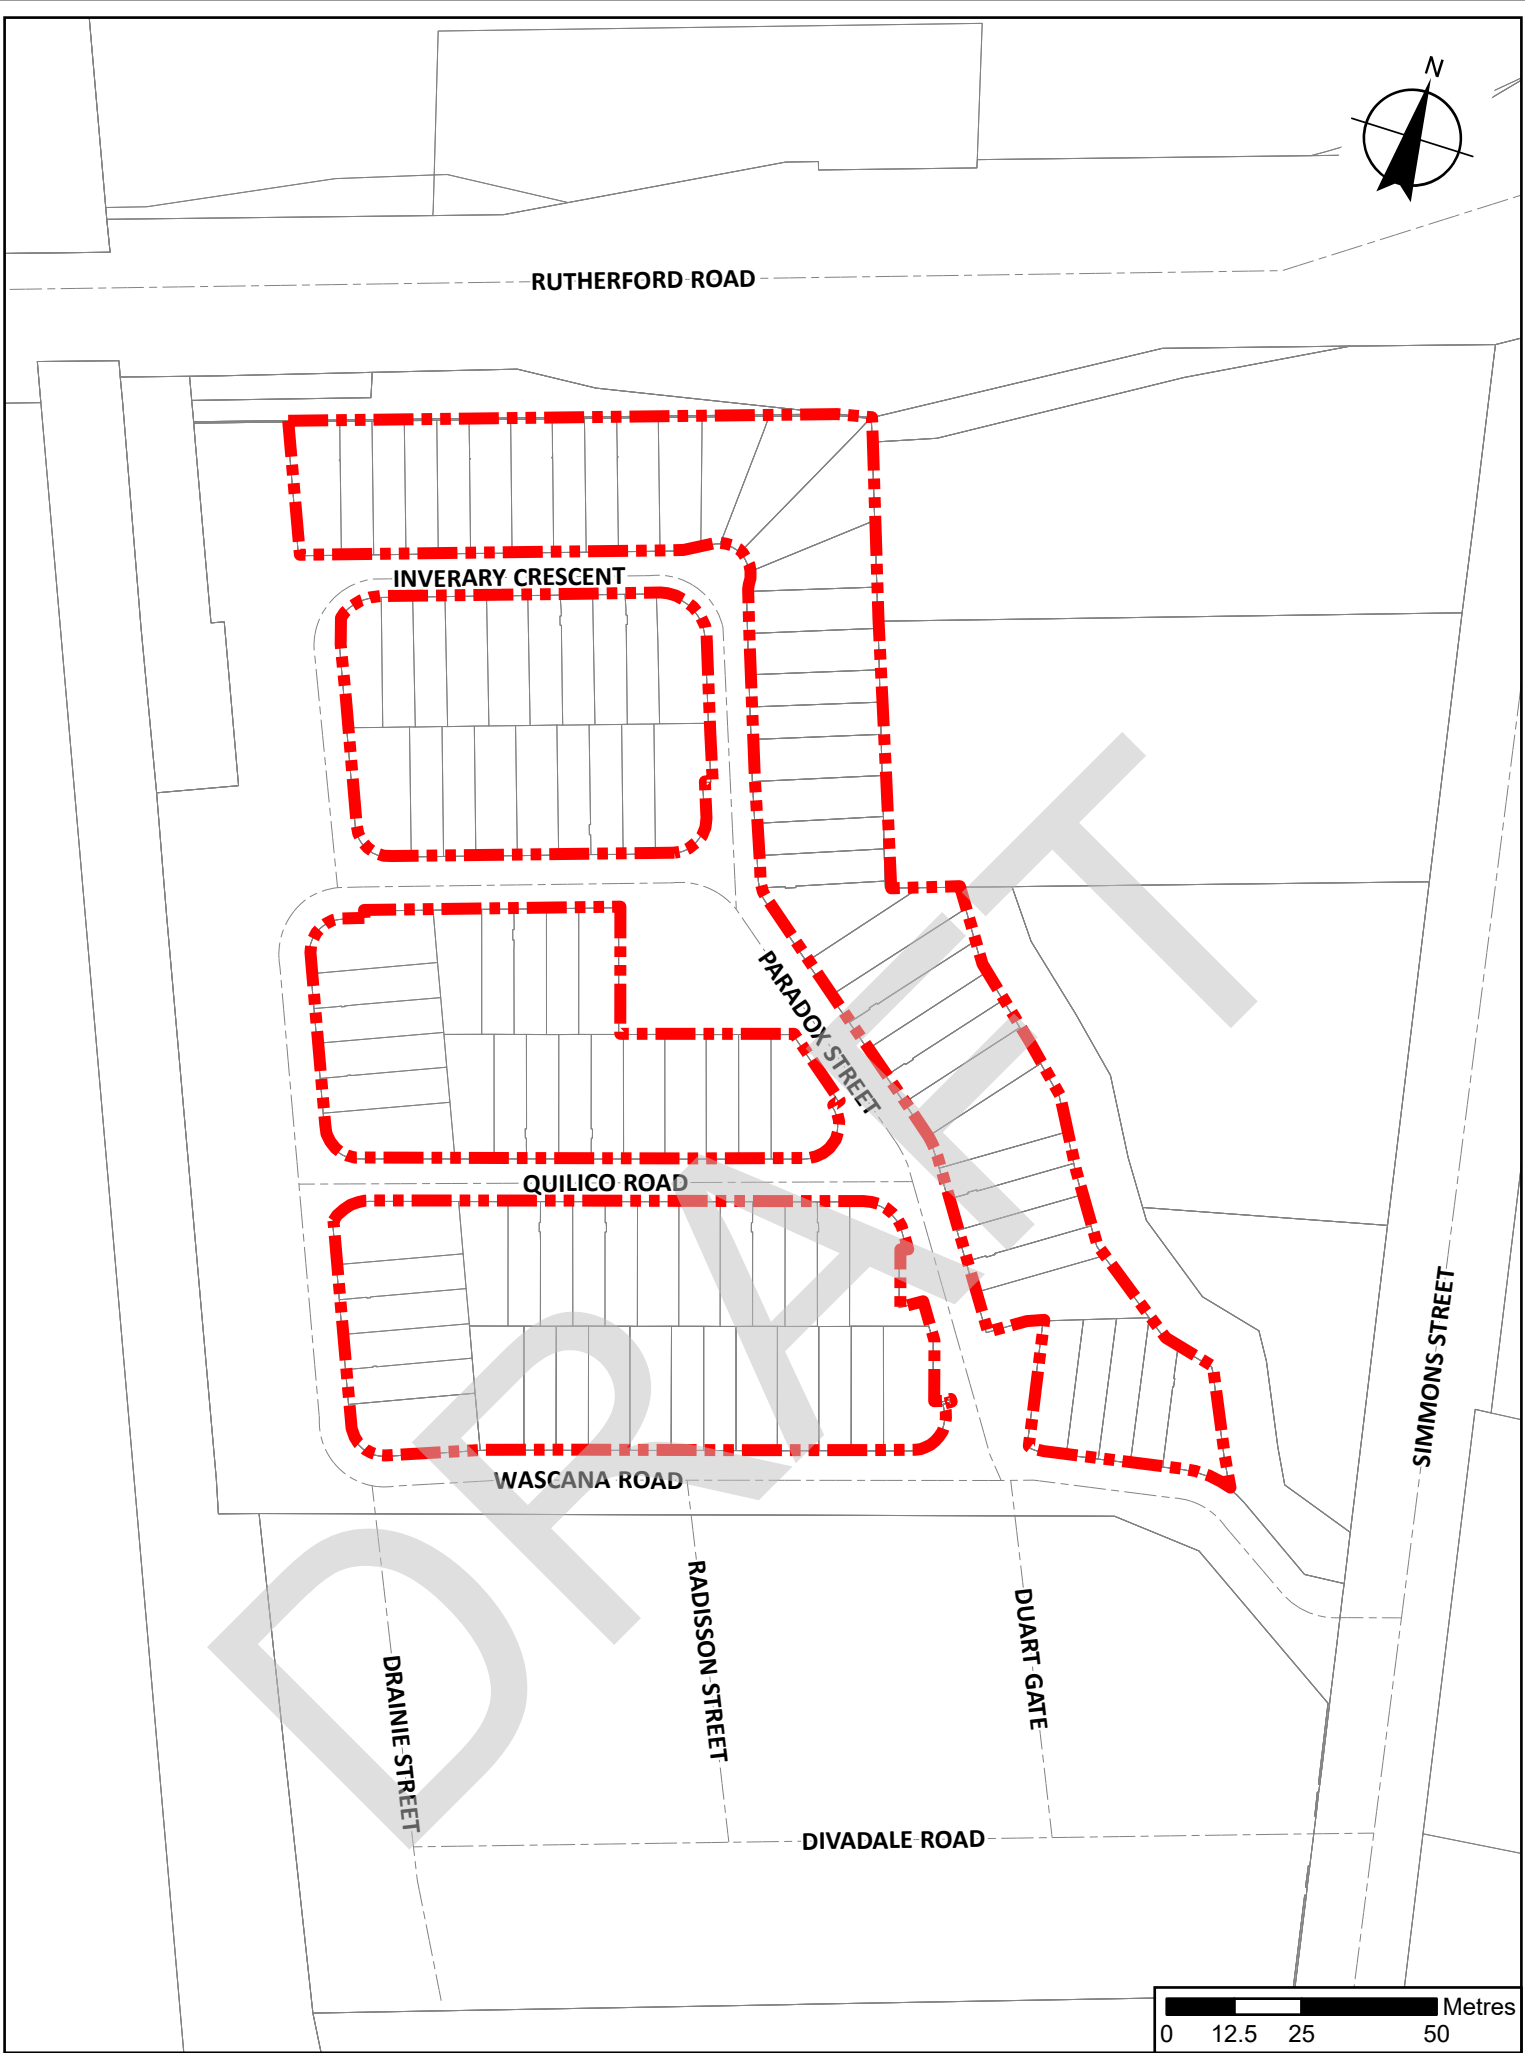 N
RUTHERFORD ROAD
INVERARY CRESCENT
PARADOX STREET
QUILICO ROAD
WASCANA ROAD
SIMMONS STREET
DRAINIE STREET
RADISSON STREET
DUART GATE
DIVADALE ROAD
DRAFT
Metres
0 12.5 25 50